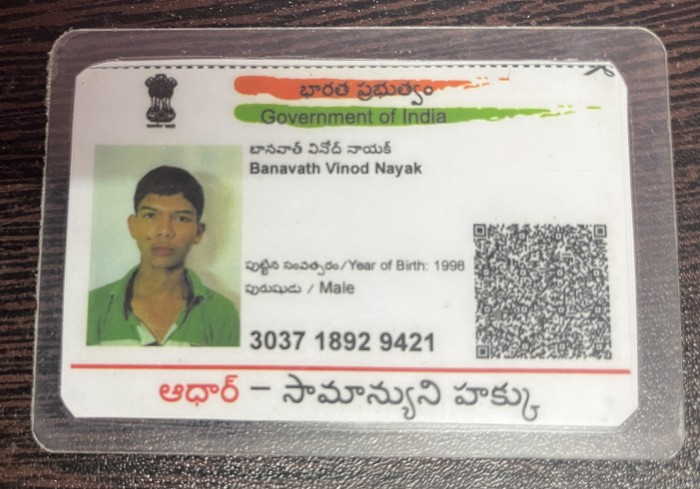 భారత ప్రభుత్వం
Government of India
బానవాత్ వినోద్ నాయక్
Banavath Vinod Nayak
పుట్టిన సంవత్సరం/Year of Birth: 1998
పురుషుడు / Male
3037 1892 9421
ఆధార్ – సామాన్యుని హక్కు